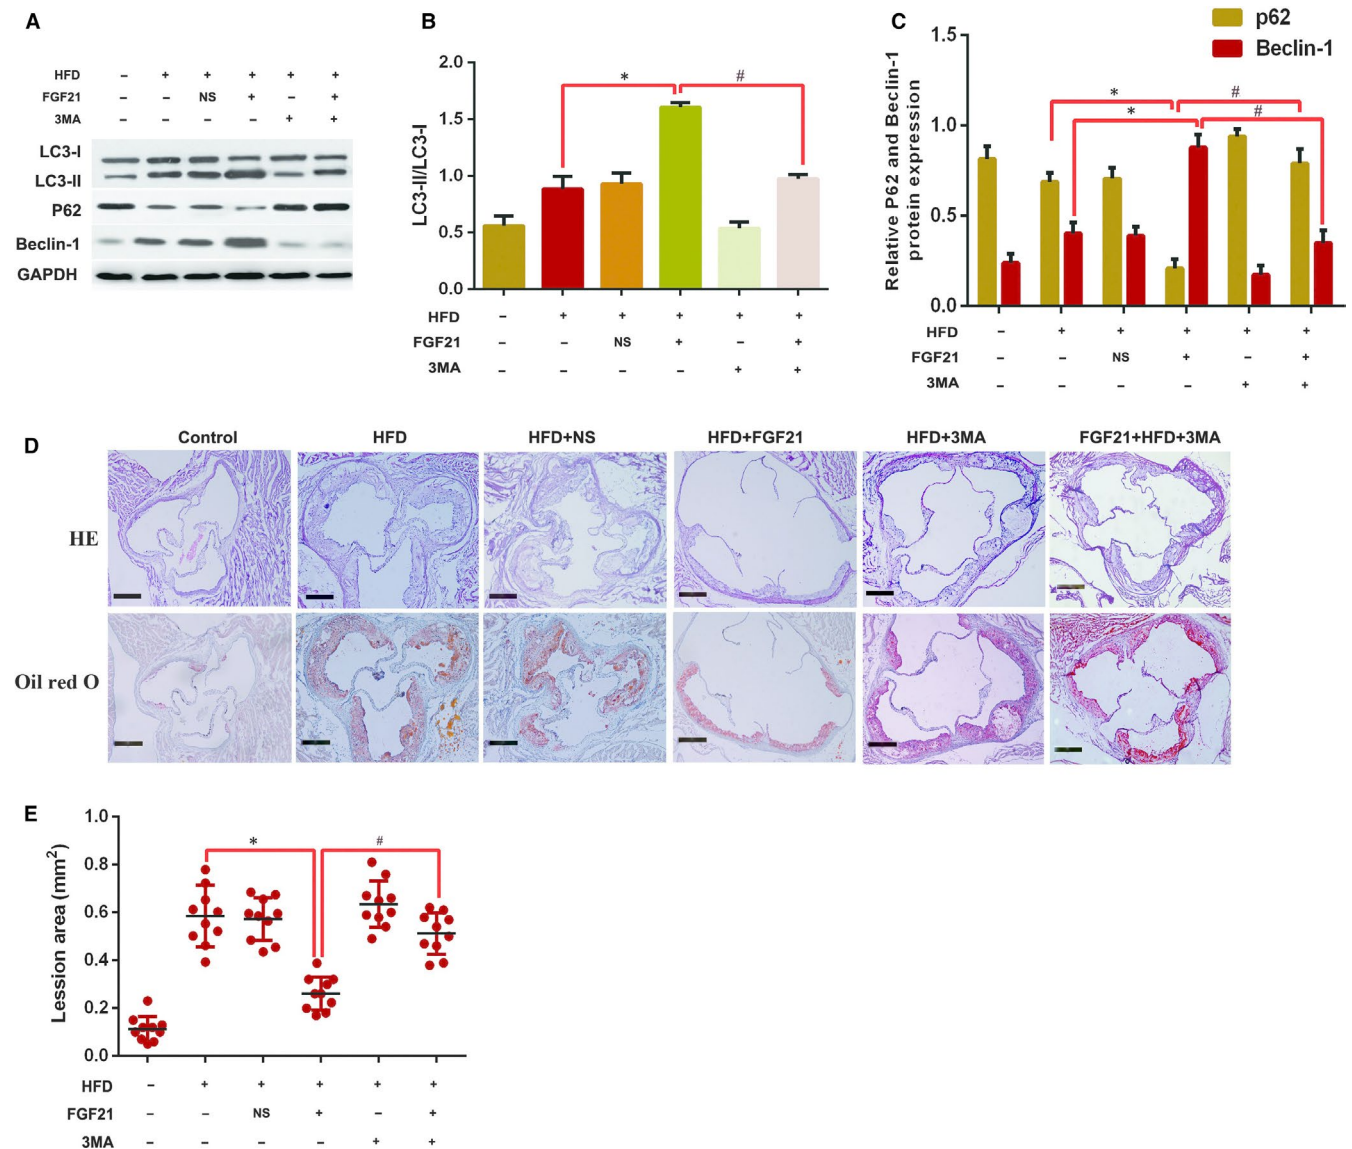 A
HFD – + + + + +
FGF21 – – NS + – +
3MA – – – – + +
LC3-I
LC3-II
P62
Beclin-1
GAPDH
B
LC3-II/LC3-I
2.0
1.5
1.0
0.5
0.0
* #
HFD – + + + + +
FGF21 – – NS + – +
3MA – – – – + +
C
p62
Beclin-1
Relative P62 and Beclin-1
protein expression
1.5
1.0
0.5
0.0
* #
* #
HFD – + + + + +
FGF21 – – NS + – +
3MA – – – – + +
D
Control HFD HFD+NS HFD+FGF21 HFD+3MA FGF21+HFD+3MA
HE
Oil red O
E
Lession area (mm²)
1.0
0.8
0.6
0.4
0.2
0.0
* #
HFD – + + + + +
FGF21 – – NS + – +
3MA – – – – + +